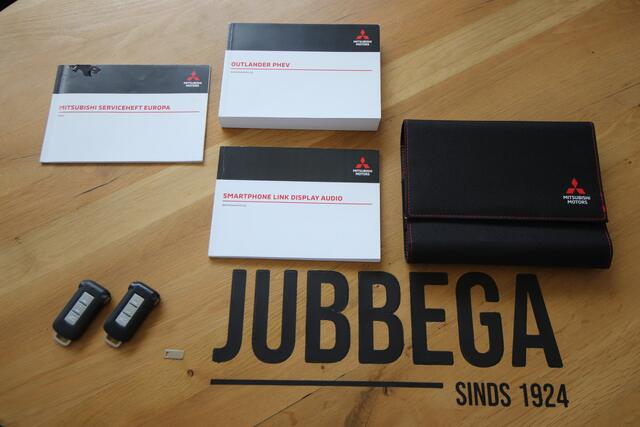 MITSUBISHI
MOTORS
MITSUBISHI SERVICEHEFT EUROPA
MITSUBISHI
MOTORS
OUTLANDER PHEV
MITSUBISHI
MOTORS
SMARTPHONE LINK DISPLAY AUDIO
MITSUBISHI
MOTORS
JUBBEGA
SINDS 1924